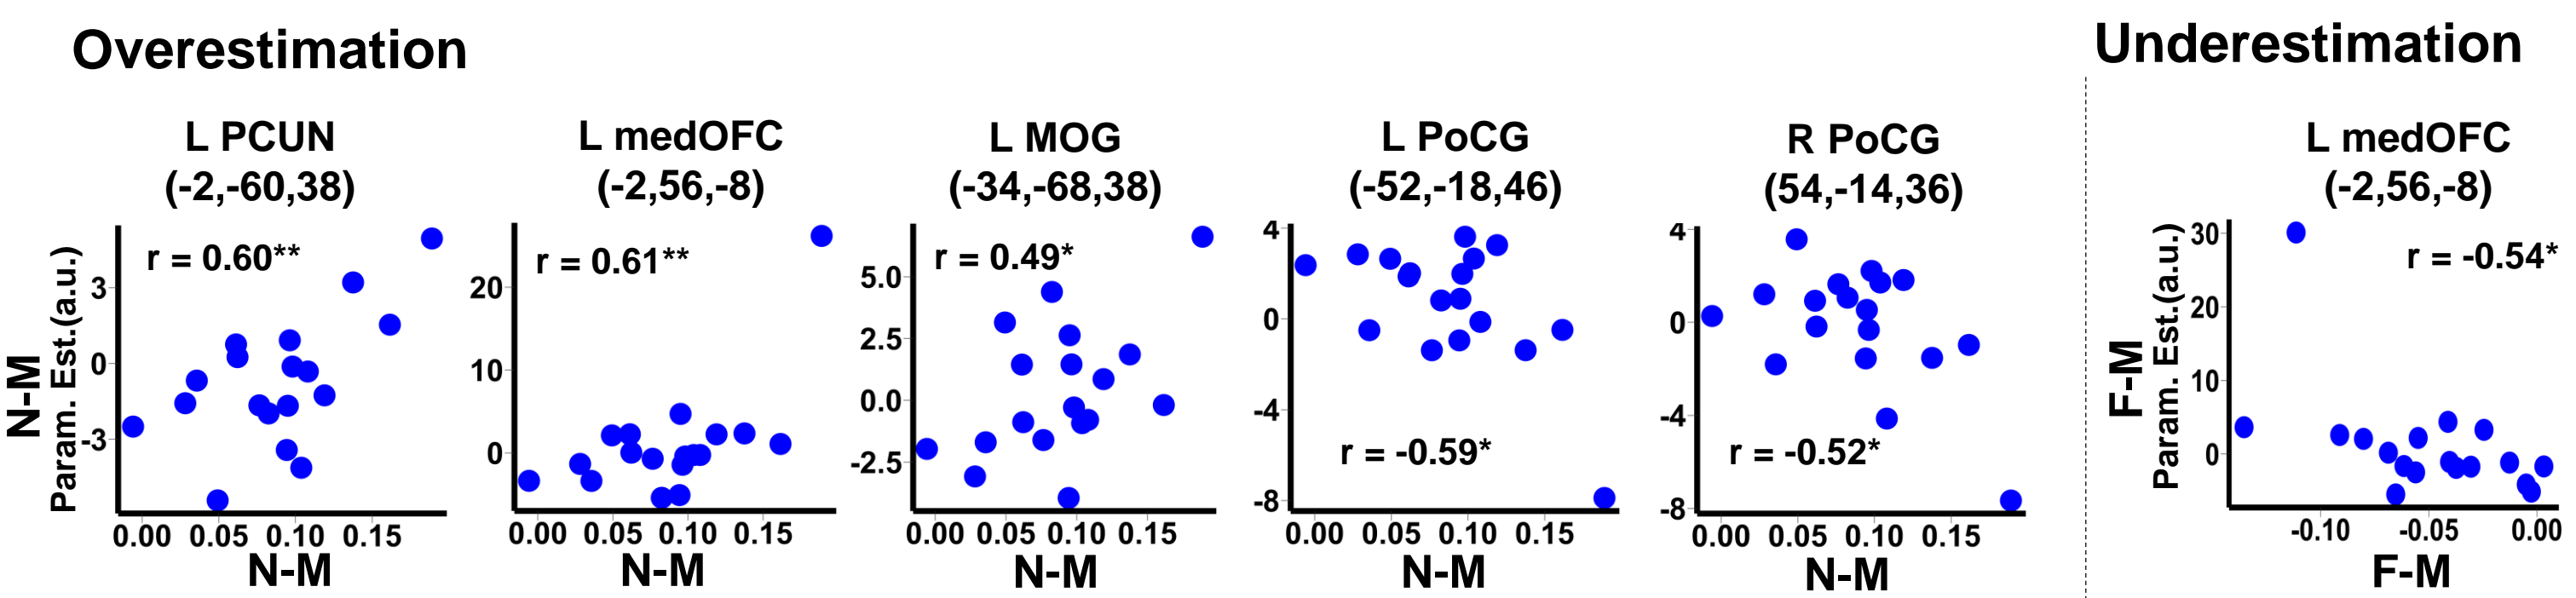 Overestimation
Underestimation
L PCUN
(-2,-60,38)
L medOFC
(-2,56,-8)
L MOG
(-34,-68,38)
L PoCG
(-52,-18,46)
R PoCG
(54,-14,36)
L medOFC
(-2,56,-8)
N-M
Param. Est.(a.u.)
r = 0.60**
3
0
-3
0.00 0.05 0.10 0.15
N-M
r = 0.61**
20
10
0
0.00 0.05 0.10 0.15
N-M
r = 0.49*
5.0
2.5
0.0
-2.5
0.00 0.05 0.10 0.15
N-M
4
0
-4
-8
r = -0.59*
0.00 0.05 0.10 0.15
N-M
4
0
-4
-8
r = -0.52*
0.00 0.05 0.10 0.15
N-M
F-M
Param. Est.(a.u.)
30
20
10
0
r = -0.54*
-0.10 -0.05 0.00
F-M